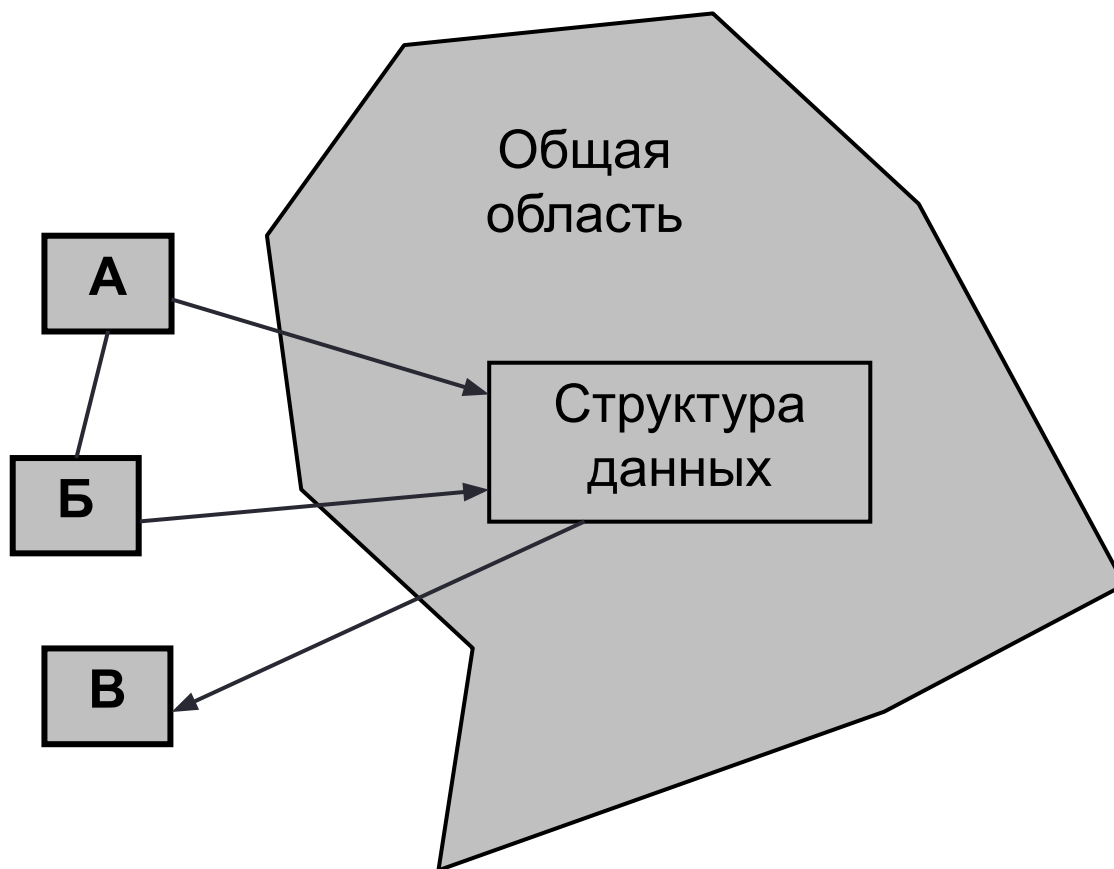 Общая
область
А
Структура
данных
Б
В